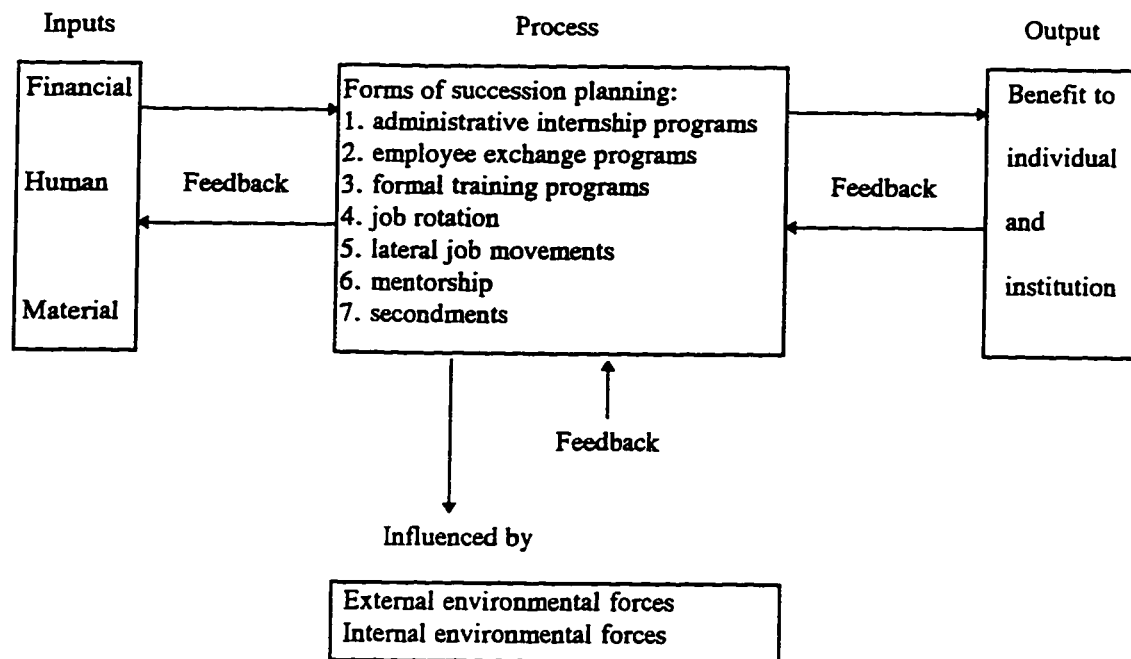 Inputs
Process
Output
Financial
Human
Material
Feedback
Forms of succession planning:
1. administrative internship programs
2. employee exchange programs
3. formal training programs
4. job rotation
5. lateral job movements
6. mentorship
7. secondments
Feedback
Benefit to
individual
and
institution
Feedback
Influenced by
External environmental forces
Internal environmental forces